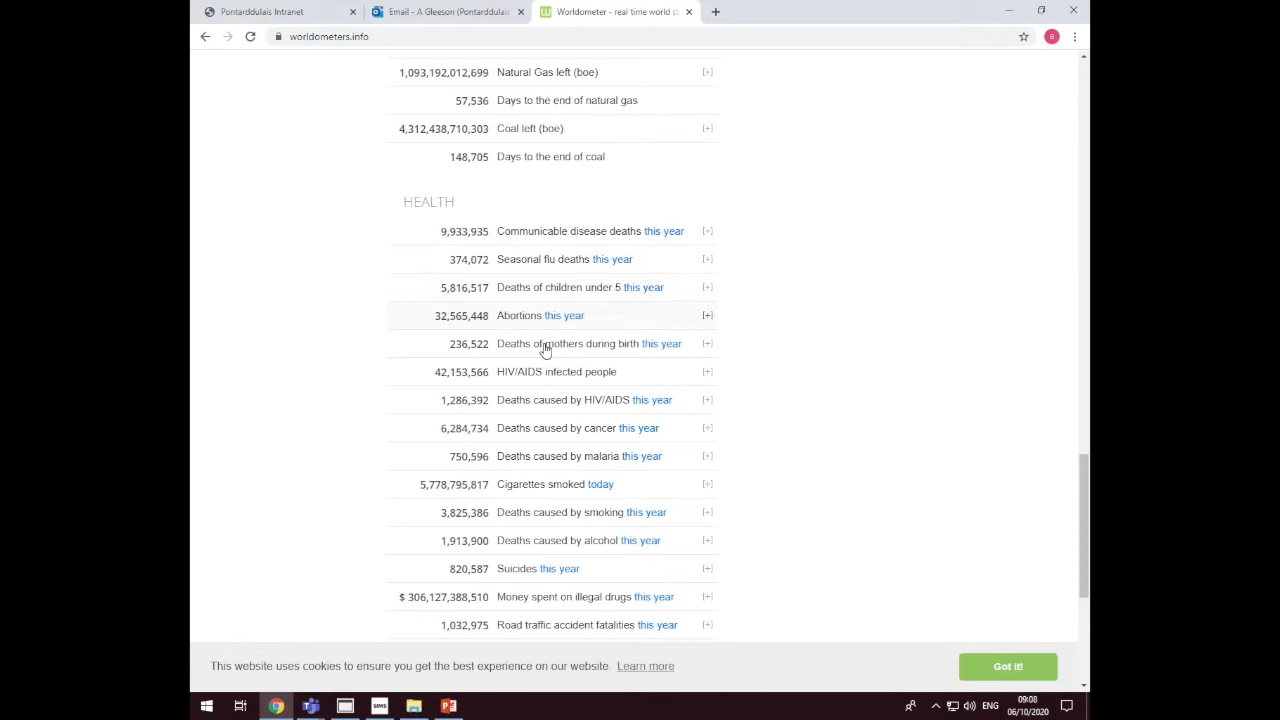 Pontarddulais Intranet
Email - A Gleeson (Pontarddulai
Worldometer - real time world st
worldometers.info
1,093,192,012,699 Natural Gas left (boe) [+]
57,536 Days to the end of natural gas
4,312,438,710,303 Coal left (boe) [+]
148,705 Days to the end of coal
HEALTH
9,933,935 Communicable disease deaths this year [+]
374,072 Seasonal flu deaths this year [+]
5,816,517 Deaths of children under 5 this year [+]
32,565,448 Abortions this year [+]
236,522 Deaths of mothers during birth this year [+]
42,153,566 HIV/AIDS infected people [+]
1,286,392 Deaths caused by HIV/AIDS this year [+]
6,284,734 Deaths caused by cancer this year [+]
750,596 Deaths caused by malaria this year [+]
5,778,795,817 Cigarettes smoked today [+]
3,825,386 Deaths caused by smoking this year [+]
1,913,900 Deaths caused by alcohol this year [+]
820,587 Suicides this year [+]
$ 306,127,388,510 Money spent on illegal drugs this year [+]
1,032,975 Road traffic accident fatalities this year [+]
This website uses cookies to ensure you get the best experience on our website. Learn more
Got it!
SIMS
ENG
09:08
06/10/2020